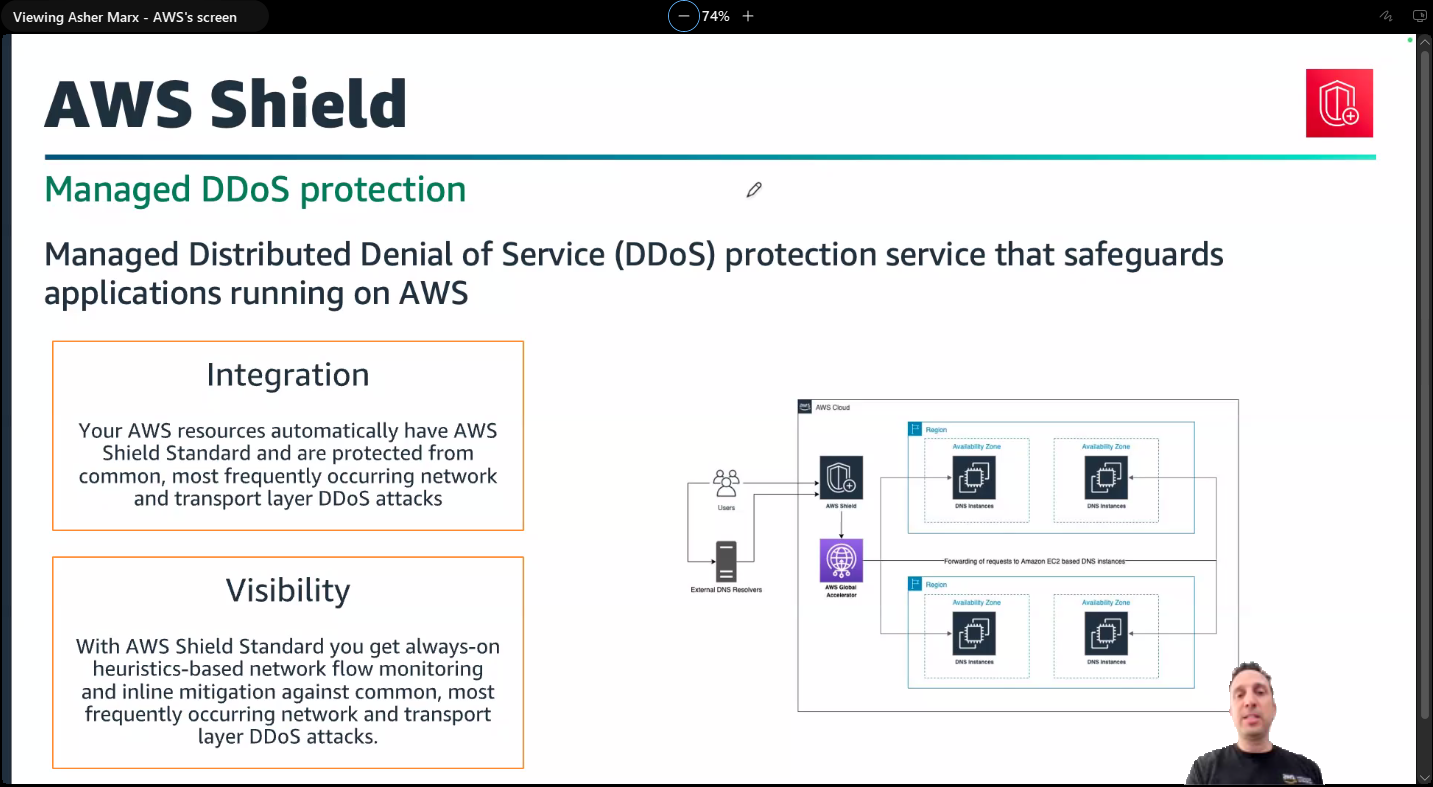 Viewing Asher Marx - AWS's screen
74%
AWS Shield
Managed DDoS protection
Managed Distributed Denial of Service (DDoS) protection service that safeguards
applications running on AWS
Integration
Your AWS resources automatically have AWS
Shield Standard and are protected from
common, most frequently occurring network
and transport layer DDoS attacks
Visibility
With AWS Shield Standard you get always-on
heuristics-based network flow monitoring
and inline mitigation against common, most
frequently occurring network and transport
layer DDoS attacks.
aws
AWS Cloud
Users
External DNS Resolvers
AWS Shield
AWS Global
Accelerator
Region
Availability Zone
DNS Instances
Availability Zone
DNS Instances
Forwarding of requests to Amazon EC2 based DNS instances
Region
Availability Zone
DNS Instances
Availability Zone
DNS Instances
aws